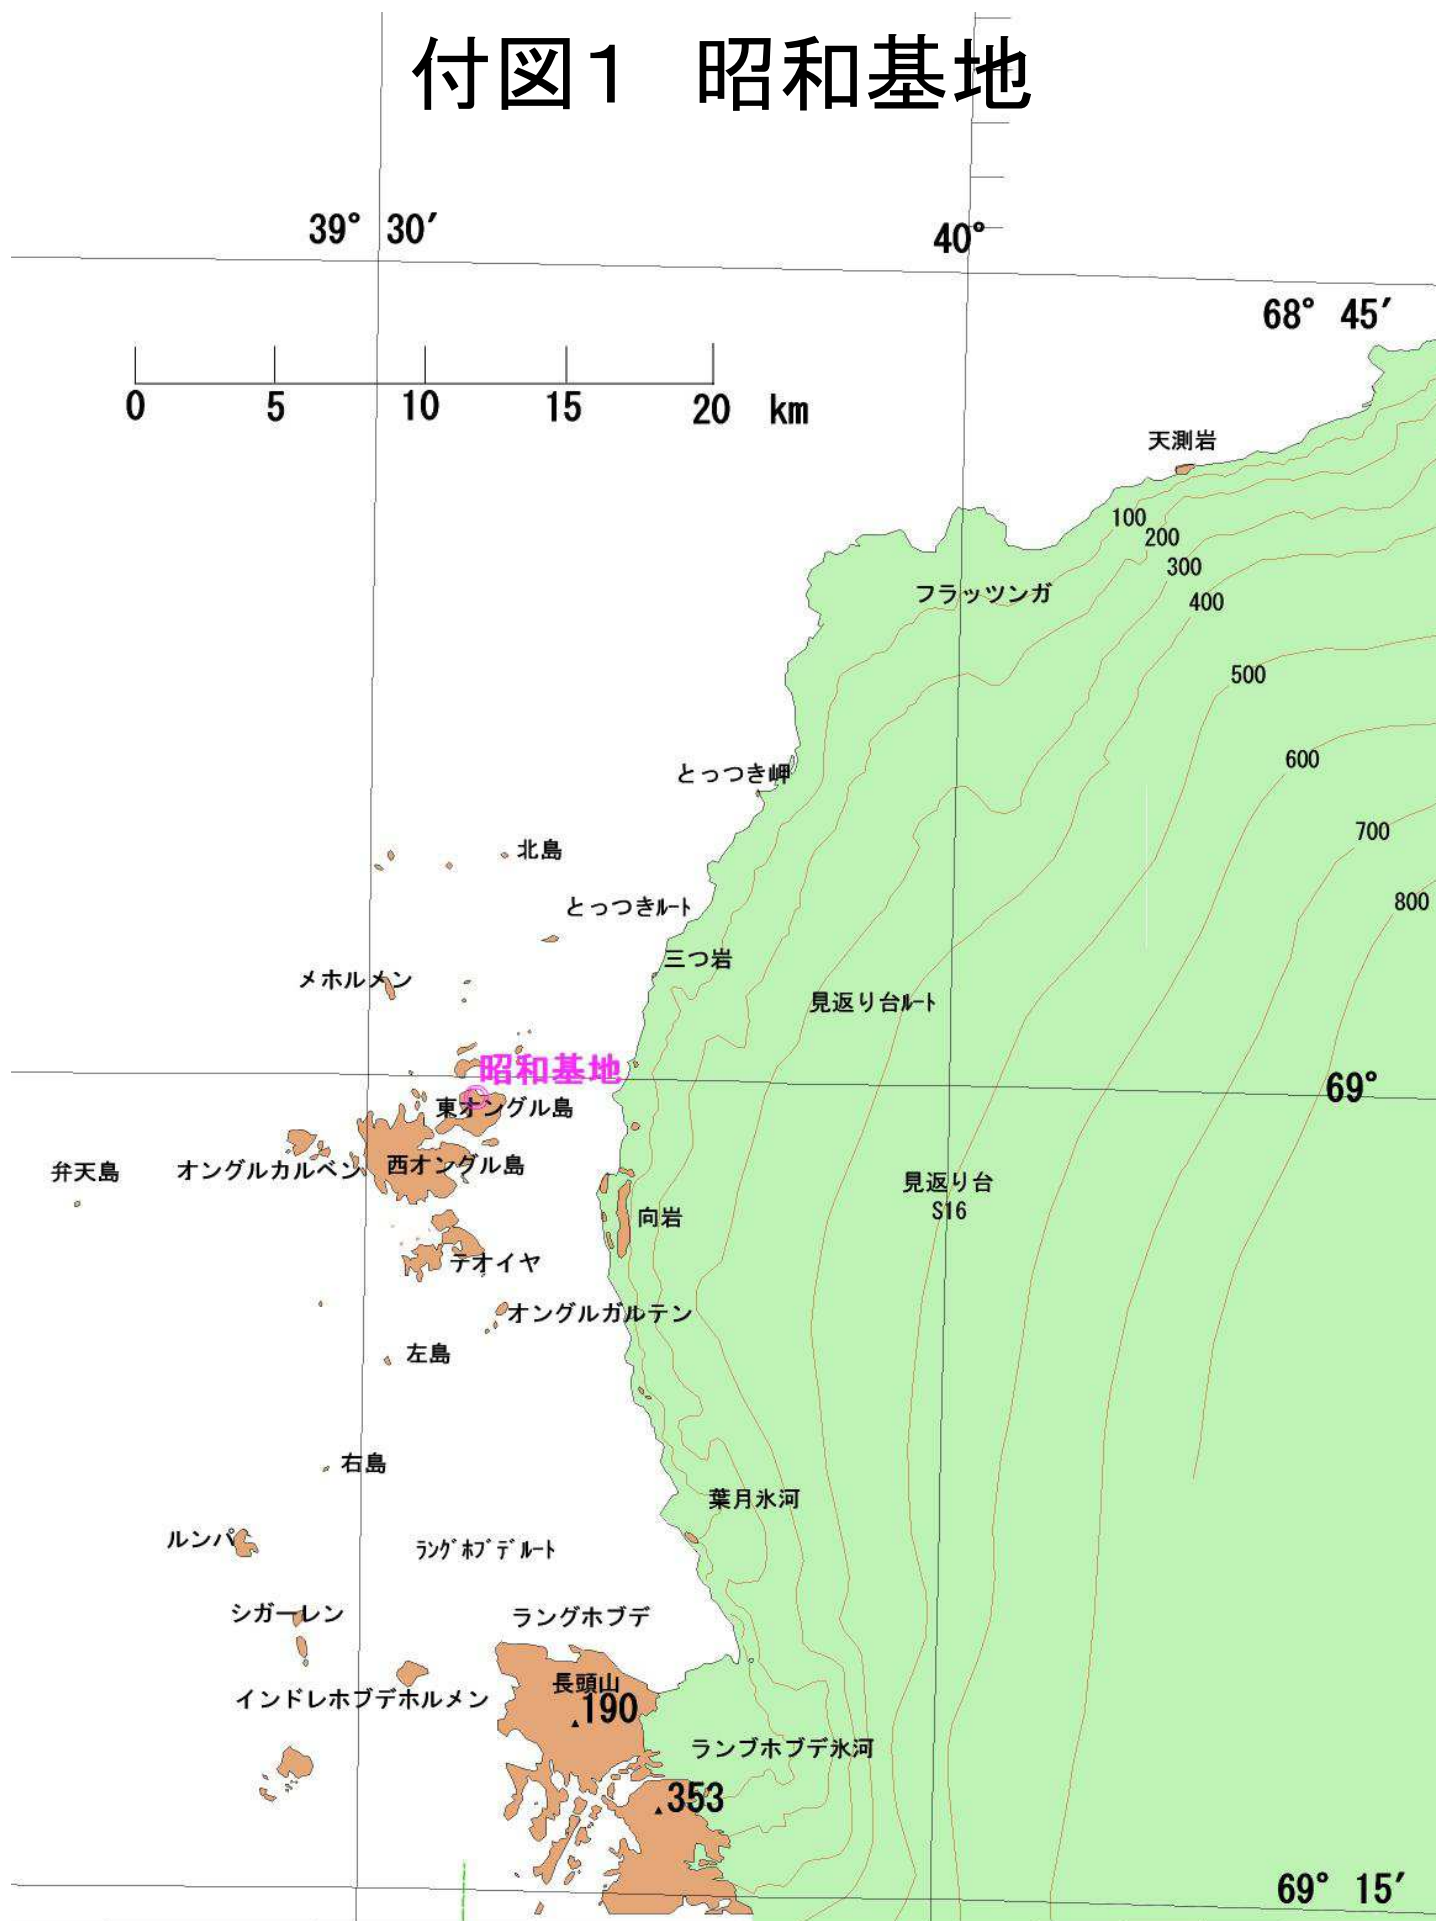 付図1　昭和基地
39° 30′
40°
68° 45′
0 5 10 15 20 km
天測岩
100
200
300
フラッツンガ
400
500
600
とっつき岬
700
北島
800
とっつきﾙｰﾄ
三つ岩
メホルメン
見返り台ﾙｰﾄ
昭和基地
69°
東オングル島
西オングル島
弁天島
オングルカルベン
見返り台
S16
向岩
テオイヤ
オングルガルテン
左島
右島
葉月氷河
ルンパ
ﾗﾝｸﾞﾎﾌﾞﾃﾞﾙｰﾄ
シガーレン
ラングホブデ
長頭山
190
インドレホブデホルメン
ランブホブデ氷河
353
69° 15′